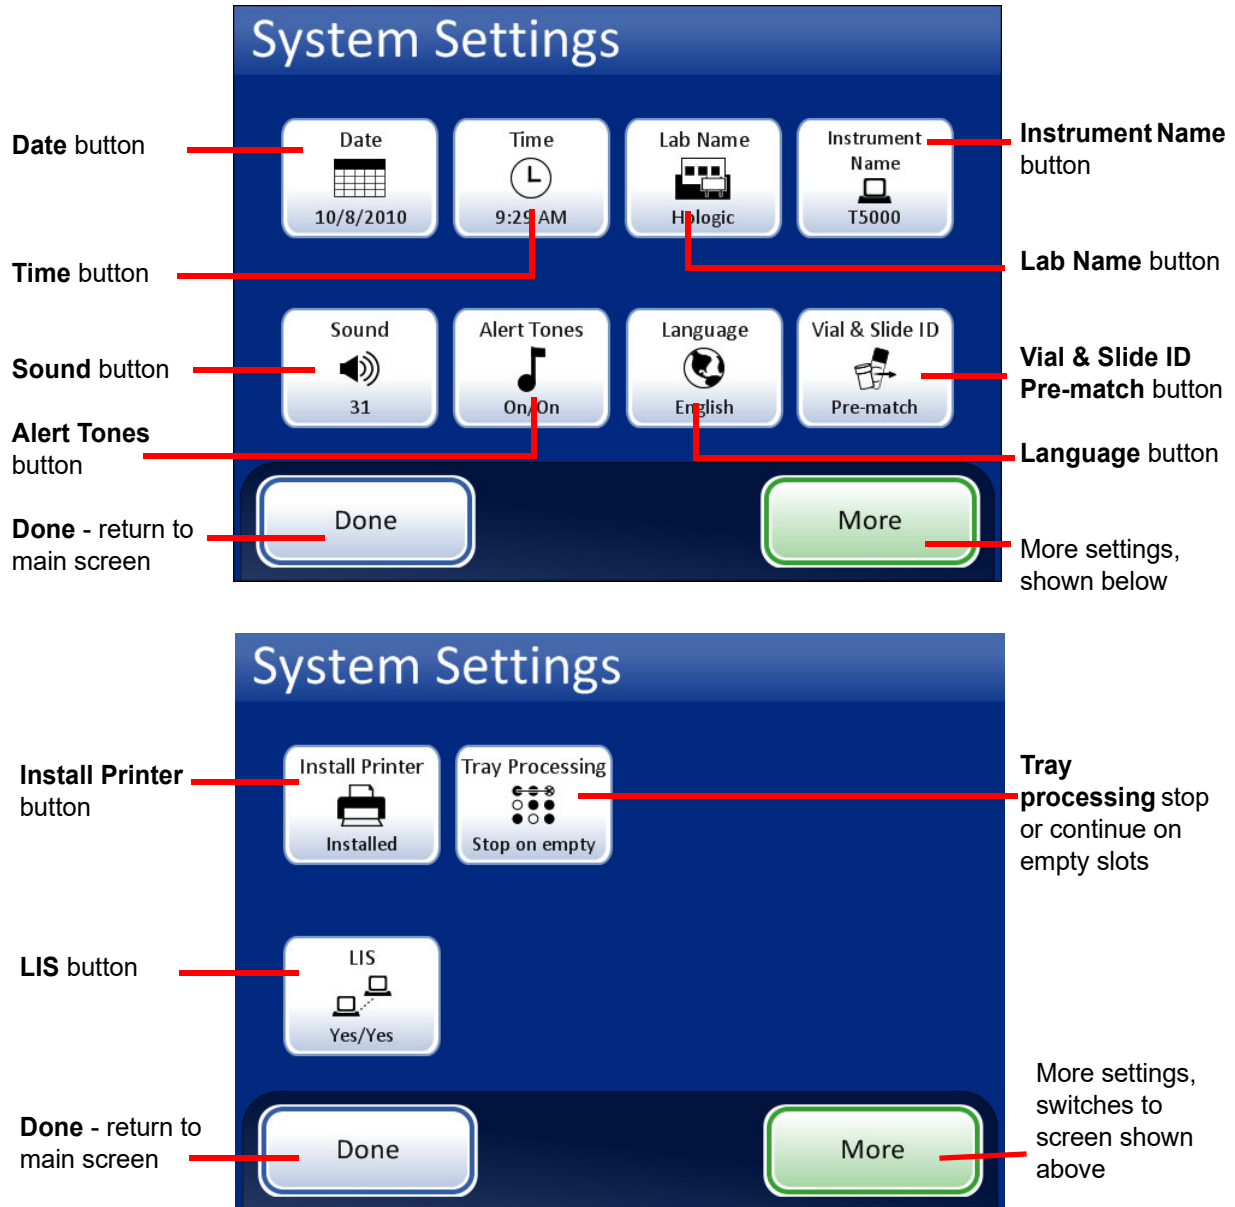 System Settings
Date button
Time button
Sound button
Alert Tones
button
Done - return to
main screen
Date
10/8/2010
Time
9:29 AM
Lab Name
Hologic
Instrument
Name
T5000
Sound
31
Alert Tones
On/On
Language
English
Vial & Slide ID
Pre-match
Done
More
Instrument Name
button
Lab Name button
Vial & Slide ID
Pre-match button
Language button
More settings,
shown below
System Settings
Install Printer
button
LIS button
Done - return to
main screen
Install Printer
Installed
Tray Processing
Stop on empty
LIS
Yes/Yes
Done
More
Tray
processing stop
or continue on
empty slots
More settings,
switches to
screen shown
above